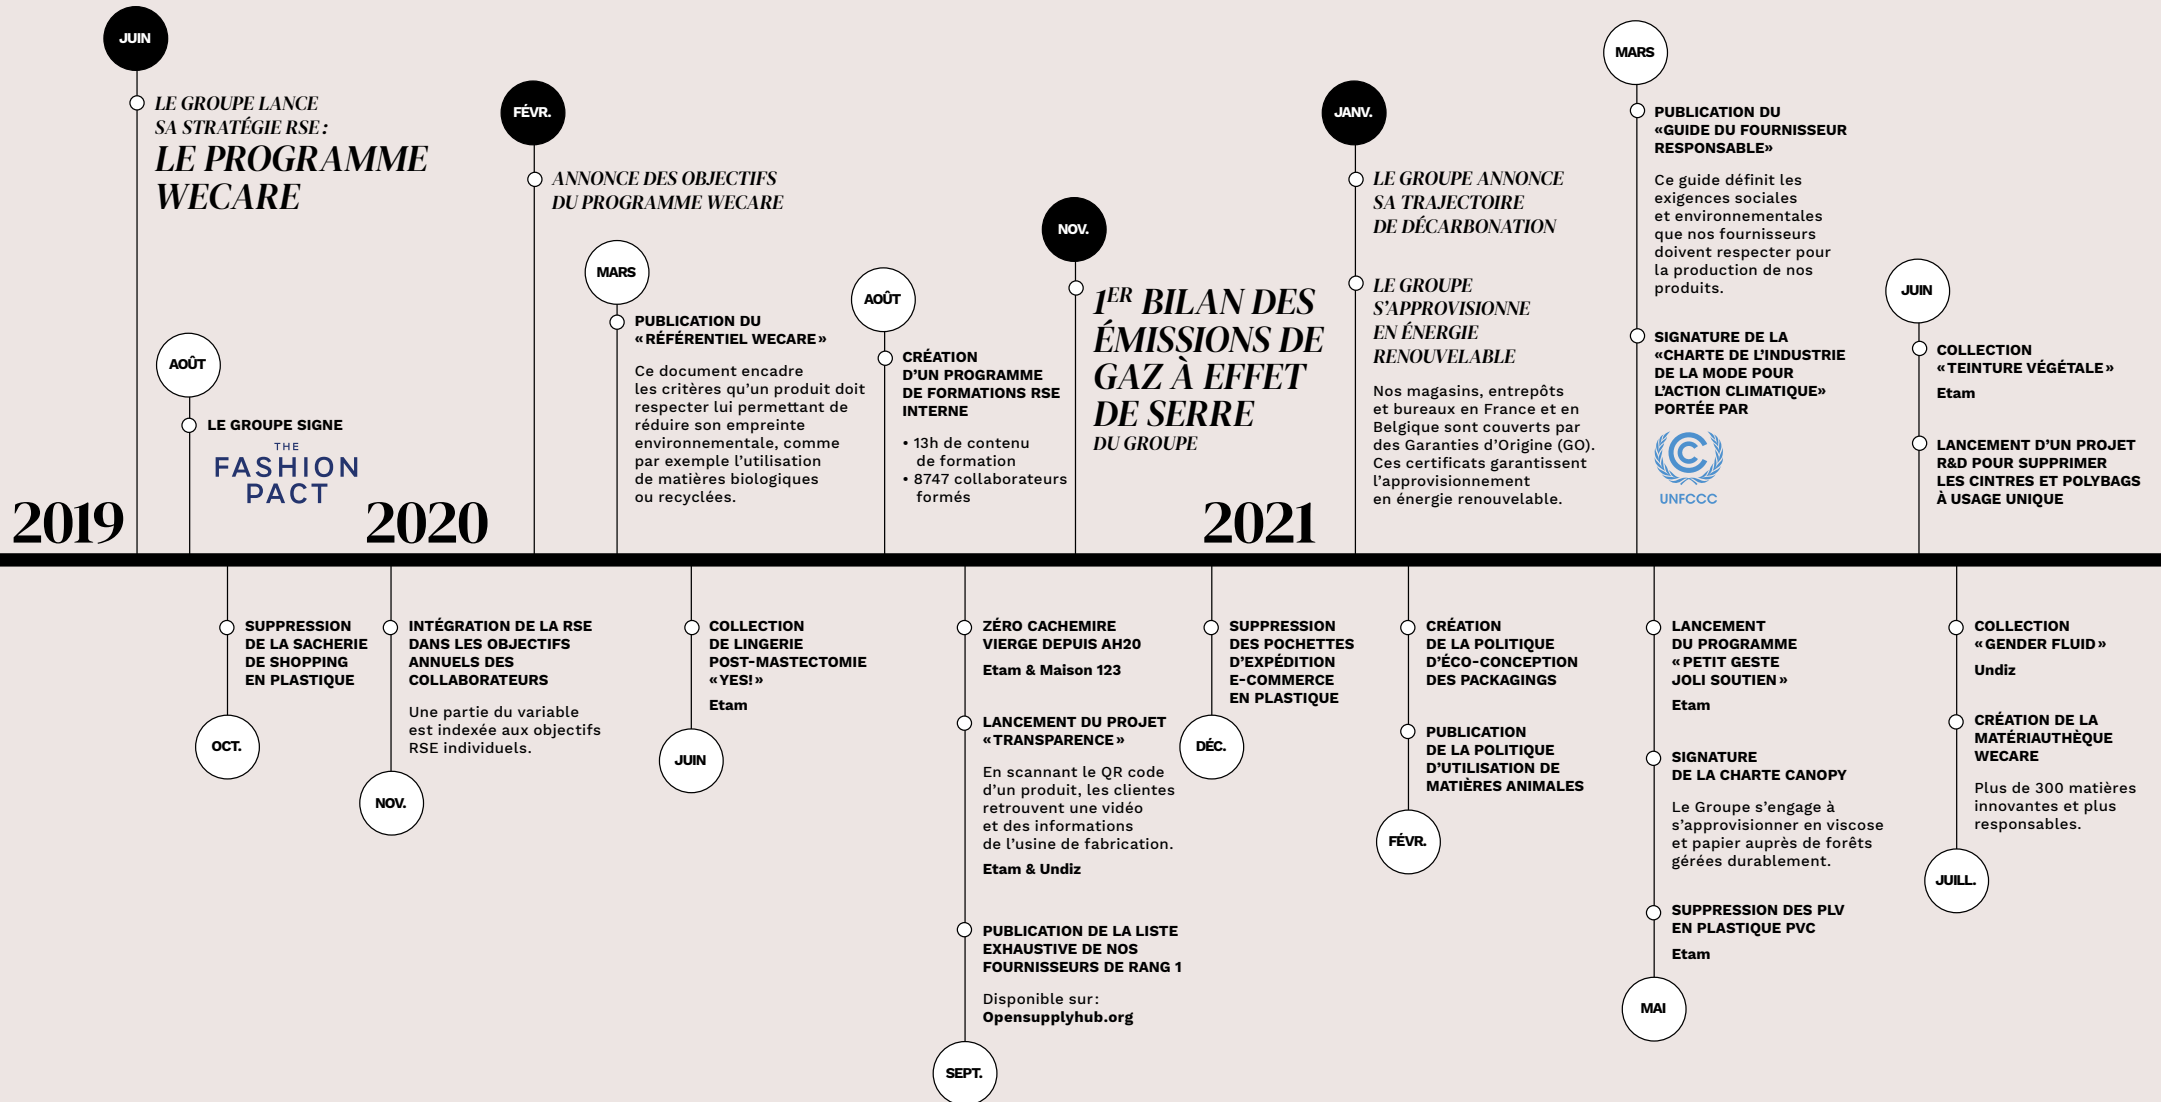 JUIN
LE GROUPE LANCE
SA STRATÉGIE RSE :
LE PROGRAMME
WECARE
AOÛT
LE GROUPE SIGNE
THE
FASHION
PACT
2019
SUPPRESSION
DE LA SACHERIE
DE SHOPPING
EN PLASTIQUE
OCT.
INTÉGRATION DE LA RSE
DANS LES OBJECTIFS
ANNUELS DES
COLLABORATEURS
Une partie du variable
est indexée aux objectifs
RSE individuels.
NOV.
2020
FÉVR.
ANNONCE DES OBJECTIFS
DU PROGRAMME WECARE
MARS
PUBLICATION DU
« RÉFÉRENTIEL WECARE »
Ce document encadre
les critères qu’un produit doit
respecter lui permettant de
réduire son empreinte
environnementale, comme
par exemple l’utilisation
de matières biologiques
ou recyclées.
COLLECTION
DE LINGERIE
POST-MASTECTOMIE
« YES! »
Etam
JUIN
AOÛT
CRÉATION
D’UN PROGRAMME
DE FORMATIONS RSE
INTERNE
• 13h de contenu
de formation
• 8747 collaborateurs
formés
ZÉRO CACHEMIRE
VIERGE DEPUIS AH20
Etam & Maison 123
LANCEMENT DU PROJET
« TRANSPARENCE »
En scannant le QR code
d’un produit, les clientes
retrouvent une vidéo
et des informations
de l’usine de fabrication.
Etam & Undiz
PUBLICATION DE LA LISTE
EXHAUSTIVE DE NOS
FOURNISSEURS DE RANG 1
Disponible sur :
Opensupplyhub.org
SEPT.
NOV.
1ER BILAN DES
ÉMISSIONS DE
GAZ À EFFET
DE SERRE
DU GROUPE
SUPPRESSION
DES POCHETTES
D’EXPÉDITION
E-COMMERCE
EN PLASTIQUE
DÉC.
2021
JANV.
LE GROUPE ANNONCE
SA TRAJECTOIRE
DE DÉCARBONATION
LE GROUPE
S’APPROVISIONNE
EN ÉNERGIE
RENOUVELABLE
Nos magasins, entrepôts
et bureaux en France et en
Belgique sont couverts par
des Garanties d’Origine (GO).
Ces certificats garantissent
l’approvisionnement
en énergie renouvelable.
CRÉATION
DE LA POLITIQUE
D’ÉCO-CONCEPTION
DES PACKAGINGS
PUBLICATION
DE LA POLITIQUE
D’UTILISATION DE
MATIÈRES ANIMALES
FÉVR.
MARS
PUBLICATION DU
«GUIDE DU FOURNISSEUR
RESPONSABLE»
Ce guide définit les
exigences sociales
et environnementales
que nos fournisseurs
doivent respecter pour
la production de nos
produits.
SIGNATURE DE LA
«CHARTE DE L’INDUSTRIE
DE LA MODE POUR
L’ACTION CLIMATIQUE»
PORTÉE PAR
UNFCCC
LANCEMENT
DU PROGRAMME
« PETIT GESTE
JOLI SOUTIEN »
Etam
SIGNATURE
DE LA CHARTE CANOPY
Le Groupe s’engage à
s’approvisionner en viscose
et papier auprès de forêts
gérées durablement.
SUPPRESSION DES PLV
EN PLASTIQUE PVC
Etam
MAI
JUIN
COLLECTION
« TEINTURE VÉGÉTALE »
Etam
LANCEMENT D’UN PROJET
R&D POUR SUPPRIMER
LES CINTRES ET POLYBAGS
À USAGE UNIQUE
COLLECTION
« GENDER FLUID »
Undiz
CRÉATION DE LA
MATÉRIAUTHÈQUE
WECARE
Plus de 300 matières
innovantes et plus
responsables.
JUILL.